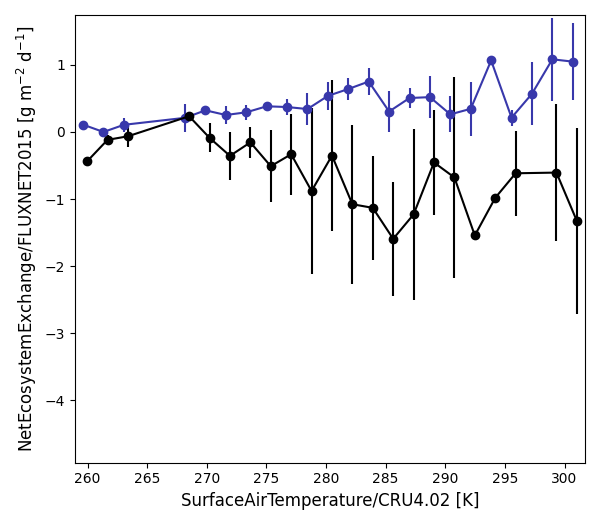 NetEcosystemExchange/FLUXNET2015 [g m⁻² d⁻¹]
1
0
−1
−2
−3
−4
260 265 270 275 280 285 290 295 300
SurfaceAirTemperature/CRU4.02 [K]